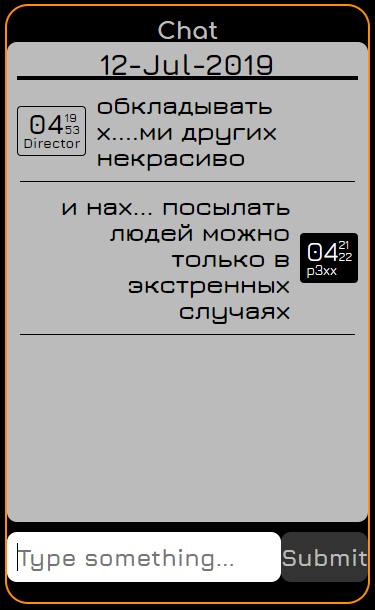 Chat
12-Jul-2019
04 19 53
Director
обкладывать
х....ми других
некрасиво
и нах... посылать
людей можно
только в
экстренных
случаях
04 21 22
p3xx
Type something...
Submit